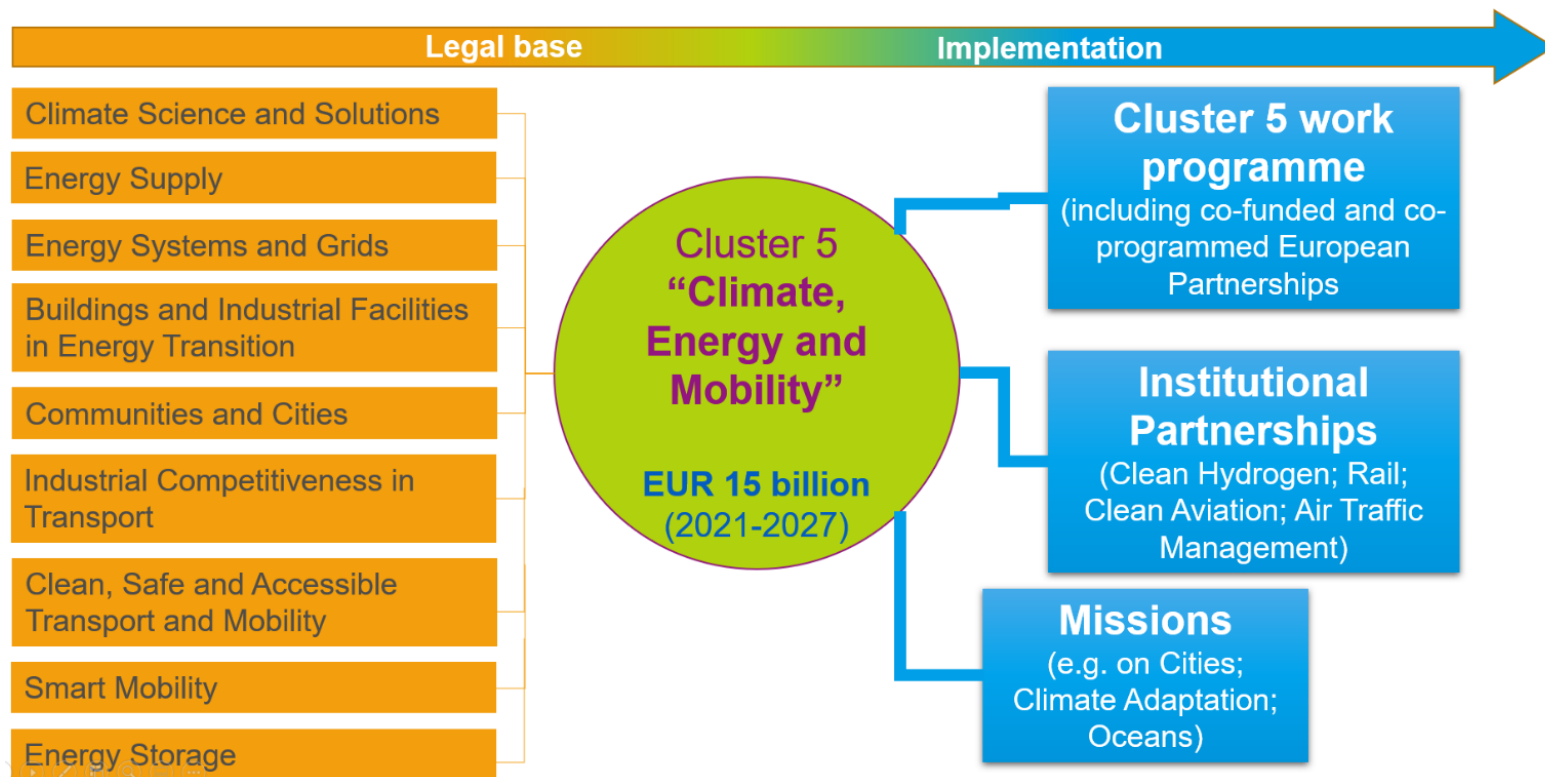 Legal base
Implementation
Climate Science and Solutions
Energy Supply
Energy Systems and Grids
Buildings and Industrial Facilities
in Energy Transition
Communities and Cities
Industrial Competitiveness in
Transport
Clean, Safe and Accessible
Transport and Mobility
Smart Mobility
Energy Storage
Cluster 5
“Climate,
Energy and
Mobility”
EUR 15 billion
(2021-2027)
Cluster 5 work
programme
(including co-funded and co-
programmed European
Partnerships
Institutional
Partnerships
(Clean Hydrogen; Rail;
Clean Aviation; Air Traffic
Management)
Missions
(e.g. on Cities;
Climate Adaptation;
Oceans)